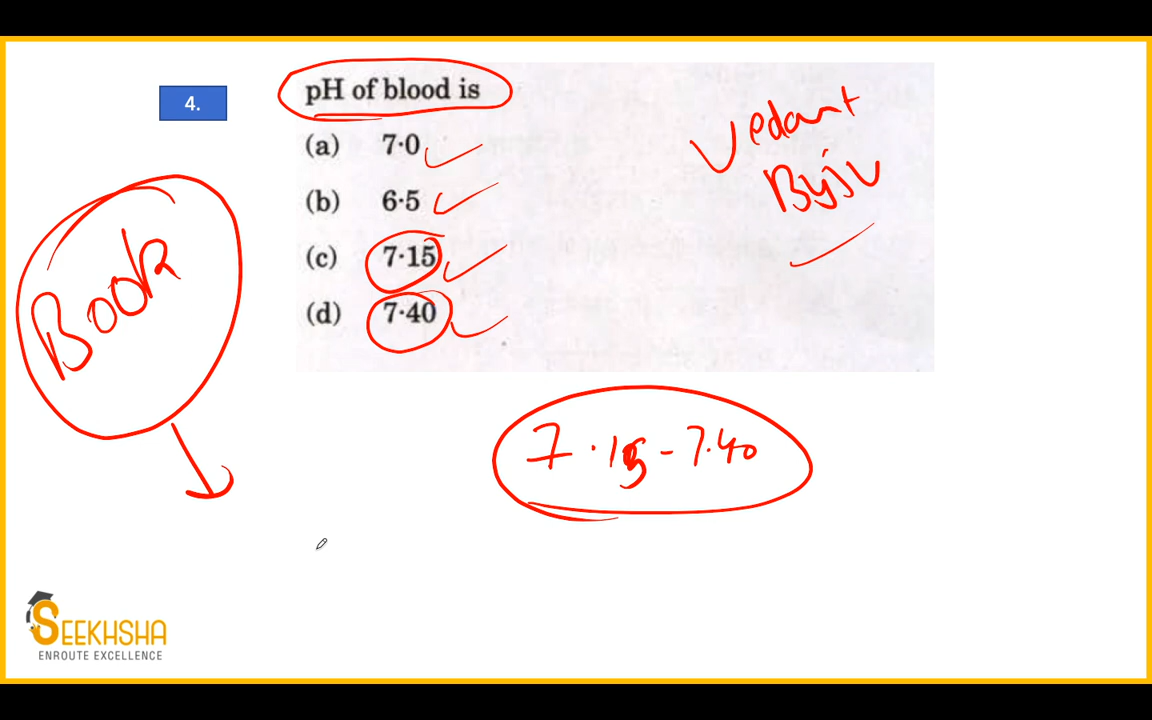 4.
pH of blood is
(a) 7·0
(b) 6·5
(c) 7·15
(d) 7·40
Vedant
Byju
Book
7.15 - 7.40
SEEKHSHA
ENROUTE EXCELLENCE